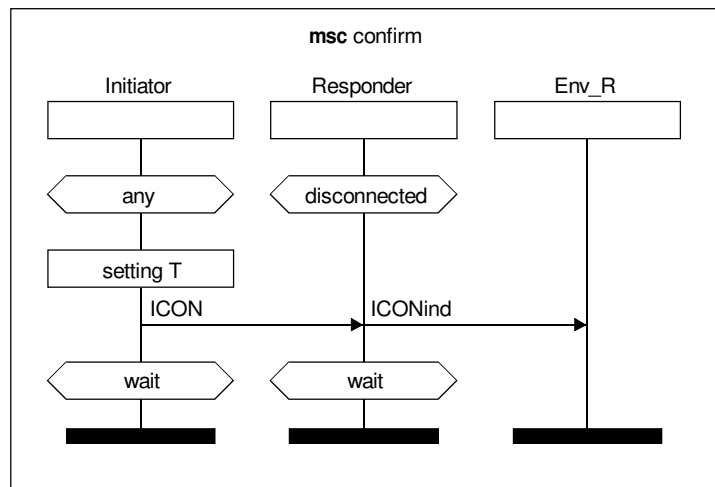 msc confirm
Initiator Responder Env_R
any disconnected
setting T
ICON ICONind
wait wait